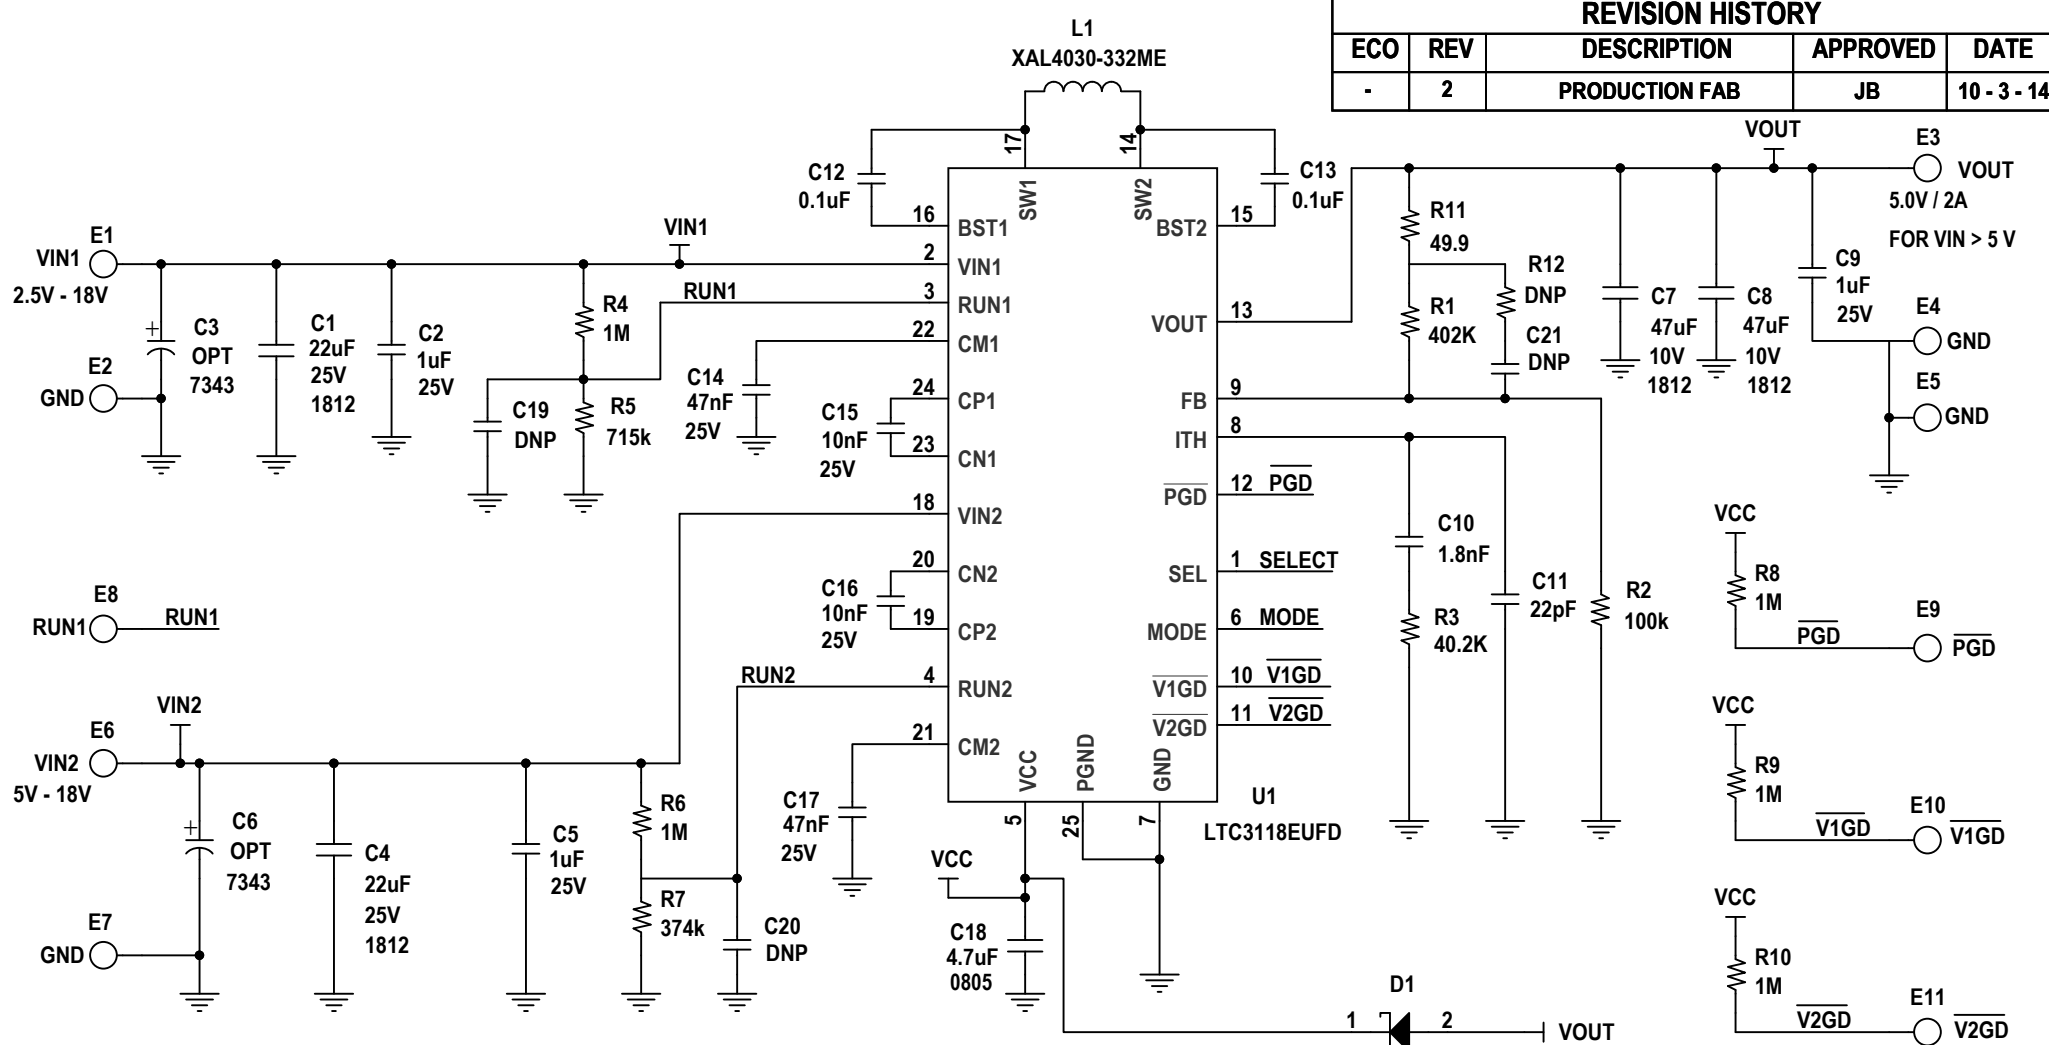 REVISION HISTORY
ECO REV DESCRIPTION APPROVED DATE
- 2 PRODUCTION FAB JB 10 - 3 - 14
L1
XAL4030-332ME
17
14
SW1
SW2
C12
0.1uF
C13
0.1uF
16
BST1
15
BST2
E1
VIN1
2.5V - 18V
VIN1
2
VIN1
3
RUN1
RUN1
22
CM1
24
CP1
23
CN1
18
VIN2
20
CN2
19
CP2
4
RUN2
RUN2
21
CM2
E2
GND
+
C3
OPT
7343
C1
22uF
25V
1812
C2
1uF
25V
R4
1M
C19
DNP
R5
715k
C14
47nF
25V
C15
10nF
25V
C16
10nF
25V
E8
RUN1
RUN1
E6
VIN2
5V - 18V
VIN2
E7
GND
+
C6
OPT
7343
C4
22uF
25V
1812
C5
1uF
25V
R6
1M
R7
374k
C20
DNP
C17
47nF
25V
VCC
PGND
GND
5
25
7
U1
LTC3118EUFD
VCC
C18
4.7uF
0805
D1
1
2
VOUT
VOUT
13
FB
9
ITH
8
PGD
12
PGD
SEL
1
SELECT
MODE
6
MODE
V1GD
10
V1GD
V2GD
11
V2GD
R11
49.9
R1
402K
R12
DNP
C21
DNP
C7
47uF
10V
1812
C8
47uF
10V
1812
VOUT
C9
1uF
25V
E3
VOUT
5.0V / 2A
FOR VIN > 5 V
E4
GND
E5
GND
C10
1.8nF
R3
40.2K
C11
22pF
R2
100k
VCC
R8
1M
PGD
E9
PGD
VCC
R9
1M
V1GD
E10
V1GD
VCC
R10
1M
V2GD
E11
V2GD